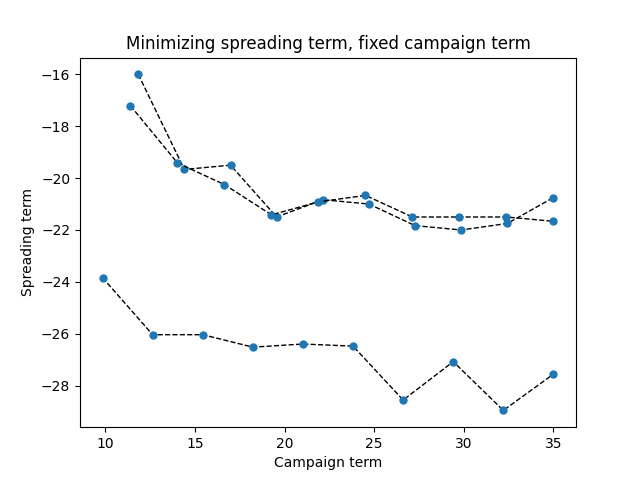 Minimizing spreading term, fixed campaign term
−16
−18
−20
−22
−24
−26
−28
Spreading term
10 15 20 25 30 35
Campaign term